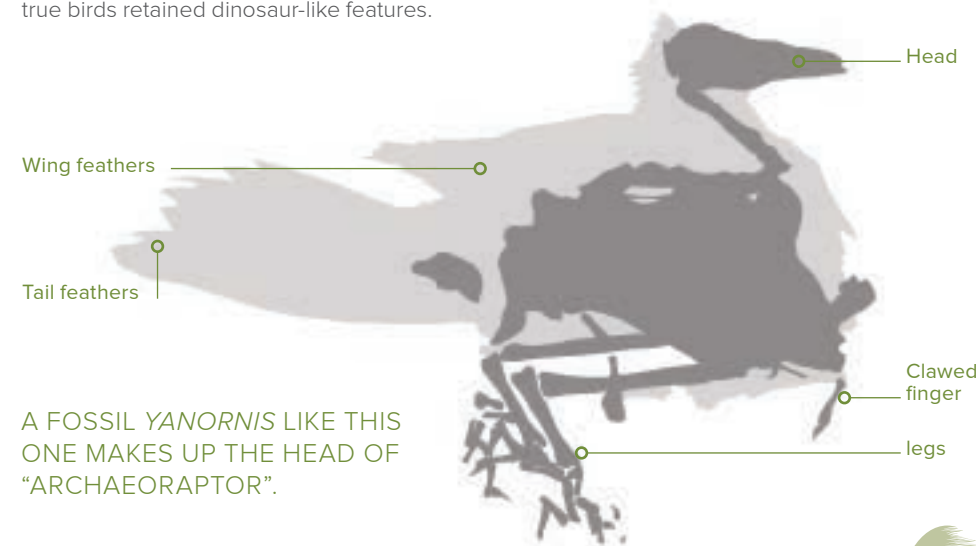 true birds retained dinosaur-like features.
Head
Wing feathers
Tail feathers
Clawed
finger
legs
A FOSSIL YANORNIS LIKE THIS
ONE MAKES UP THE HEAD OF
“ARCHAEORAPTOR”.